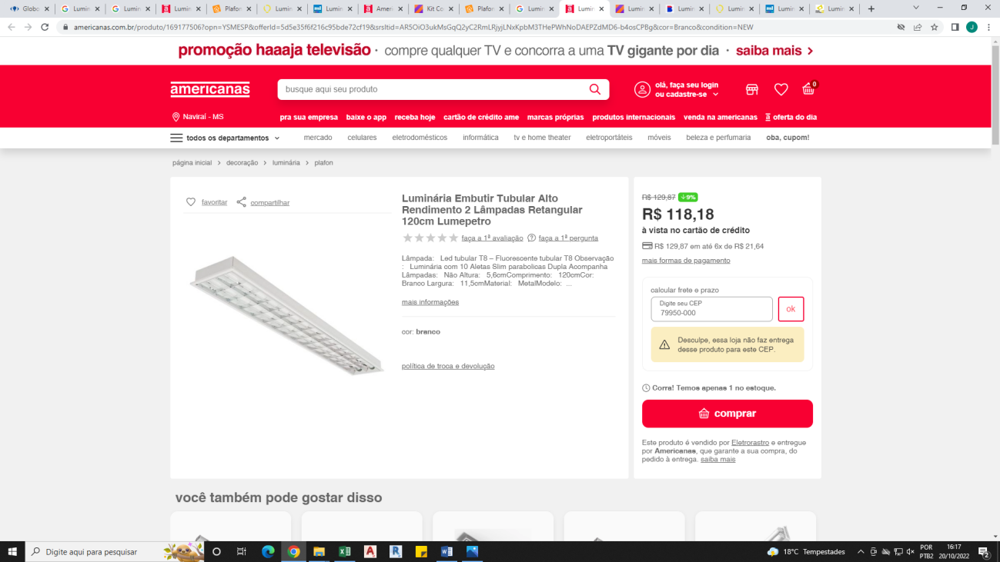 Globo
Lumin
Lumin
Lumin
Plafon
Lumin
Lumin
Ameri
Kit Co
Plafon
Lumin
Lumin
Lumin
Lumin
Lumin
Lumin
Lumin
americanas.com.br/produto/169177506?opn=YSMESP&offerId=5d5e35f6f216c95bde72cf19&srsltid=AR5OiO3ukMsGqQ2yC2RmLRjyjLNxKpbM3THePWhNoDAEPZdMD6-b4osCPBg&cor=Branco&condition=NEW
J
promoção haaaja televisão · compre qualquer TV e concorra a uma TV gigante por dia · saiba mais >
americanas
busque aqui seu produto
olá, faça seu login
ou cadastre-se
0
Naviraí - MS
pra sua empresa baixe o app receba hoje cartão de crédito ame marcas próprias produtos internacionais venda na americanas a oferta do dia
todos os departamentos mercado celulares eletrodomésticos informática tv e home theater eletroportáteis móveis beleza e perfumaria oba, cupom!
página inicial > decoração > luminária > plafon
favoritar compartilhar
Luminária Embutir Tubular Alto
Rendimento 2 Lâmpadas Retangular
120cm Lumepetro
faça a 1ª avaliação faça a 1ª pergunta
Lâmpada: Led tubular T8 – Fluorescente tubular T8 Observação
: Luminária com 10 Aletas Slim parabolicas Dupla Acompanha
Lâmpadas: Não Altura: 5,6cmComprimento: 120cmCor:
Branco Largura: 11,5cmMaterial: MetalModelo: ...
mais informações
cor: branco
política de troca e devolução
R$ 129,87 9%
R$ 118,18
à vista no cartão de crédito
R$ 129,87 em até 6x de R$ 21,64
mais formas de pagamento
calcular frete e prazo
Digite seu CEP
79950-000
ok
Desculpe, essa loja não faz entrega
desse produto para este CEP.
Corra! Temos apenas 1 no estoque.
comprar
Este produto é vendido por Eletrorastro e entregue
por Americanas, que garante a sua compra, do
pedido à entrega. saiba mais
você também pode gostar disso
Digite aqui para pesquisar
18°C Tempestades
POR
PTB2
16:17
20/10/2022
2